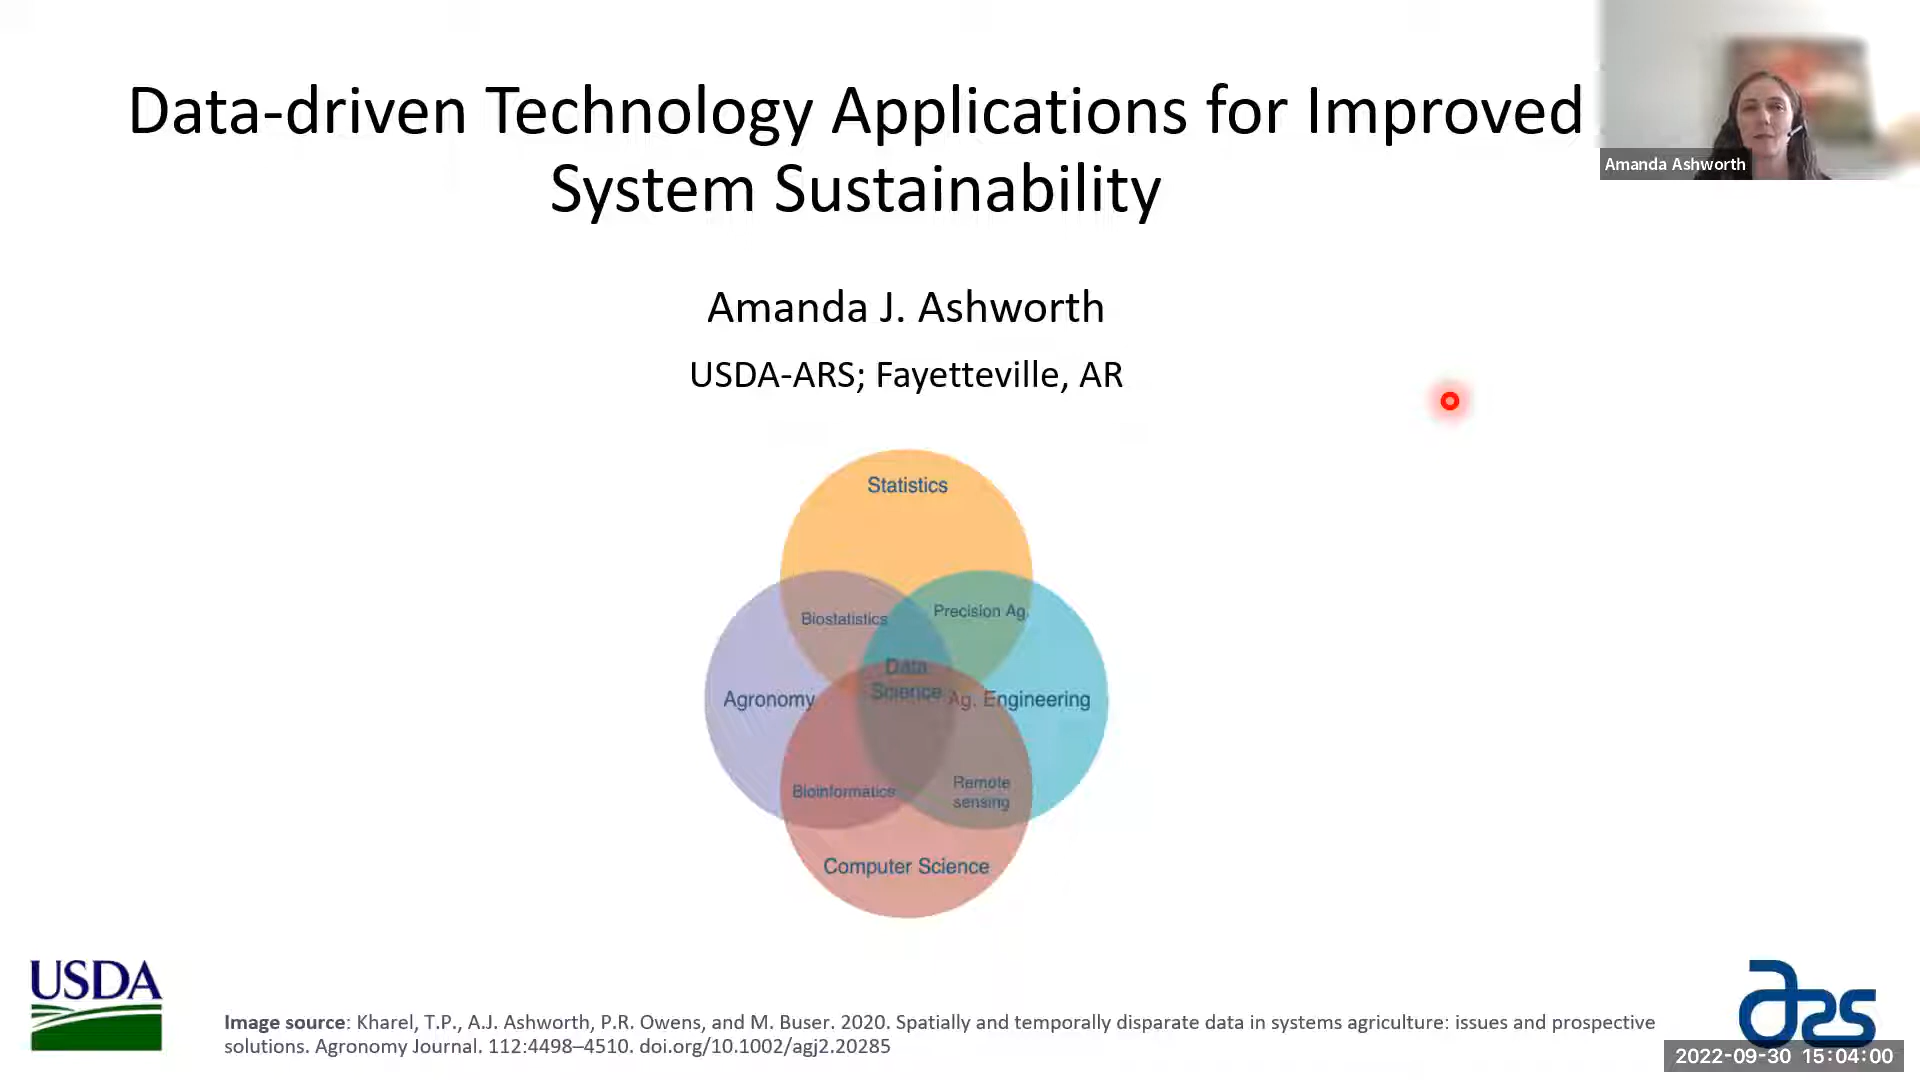 Data-driven Technology Applications for Improved
System Sustainability
Amanda Ashworth
Amanda J. Ashworth
USDA-ARS; Fayetteville, AR
Statistics
Biostatistics
Precision Ag.
Data
Science
Agronomy
Ag. Engineering
Bioinformatics
Remote
sensing
Computer Science
USDA
ars
Image source: Kharel, T.P., A.J. Ashworth, P.R. Owens, and M. Buser. 2020. Spatially and temporally disparate data in systems agriculture: issues and prospective
solutions. Agronomy Journal. 112:4498–4510. doi.org/10.1002/agj2.20285
2022-09-30 15:04:00